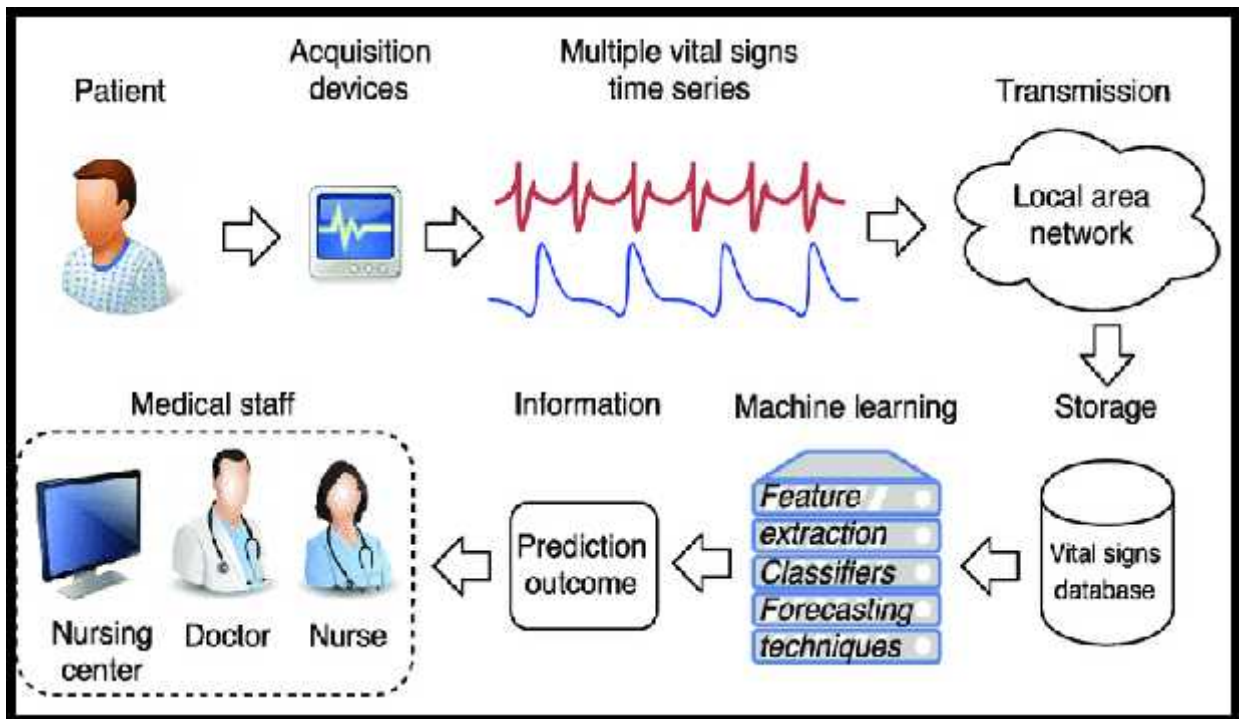 Patient
Acquisition
devices
Multiple vital signs
time series
Transmission
Local area
network
Storage
Vital signs
database
Machine learning
Feature
extraction
Classifiers
Forecasting
techniques
Information
Prediction
outcome
Medical staff
Nursing
center
Doctor
Nurse